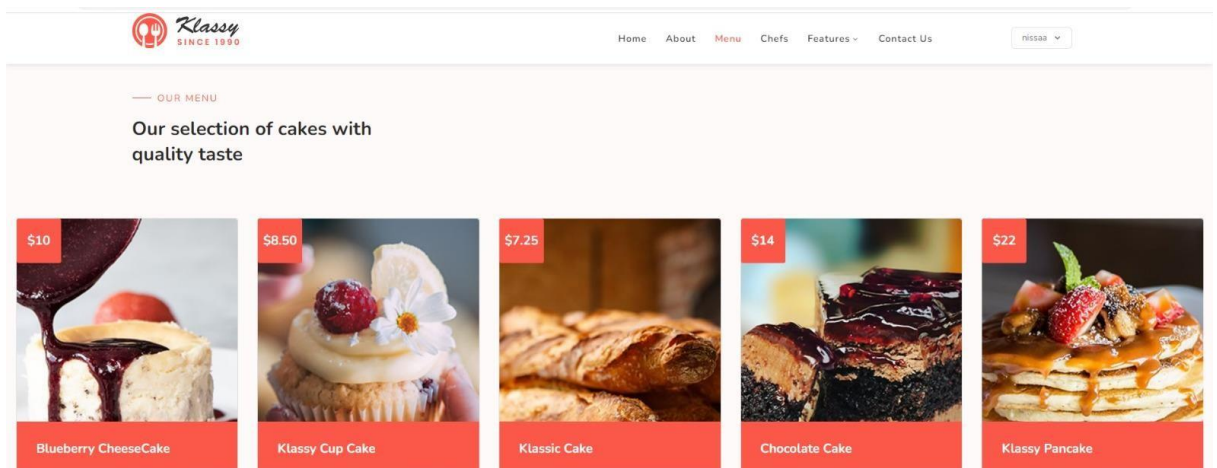 Klassy
SINCE 1990
Home About Menu Chefs Features Contact Us
nissaa
OUR MENU
Our selection of cakes with
quality taste
$10
$8.50
$7.25
$14
$22
Blueberry CheeseCake
Klassy Cup Cake
Klassic Cake
Chocolate Cake
Klassy Pancake